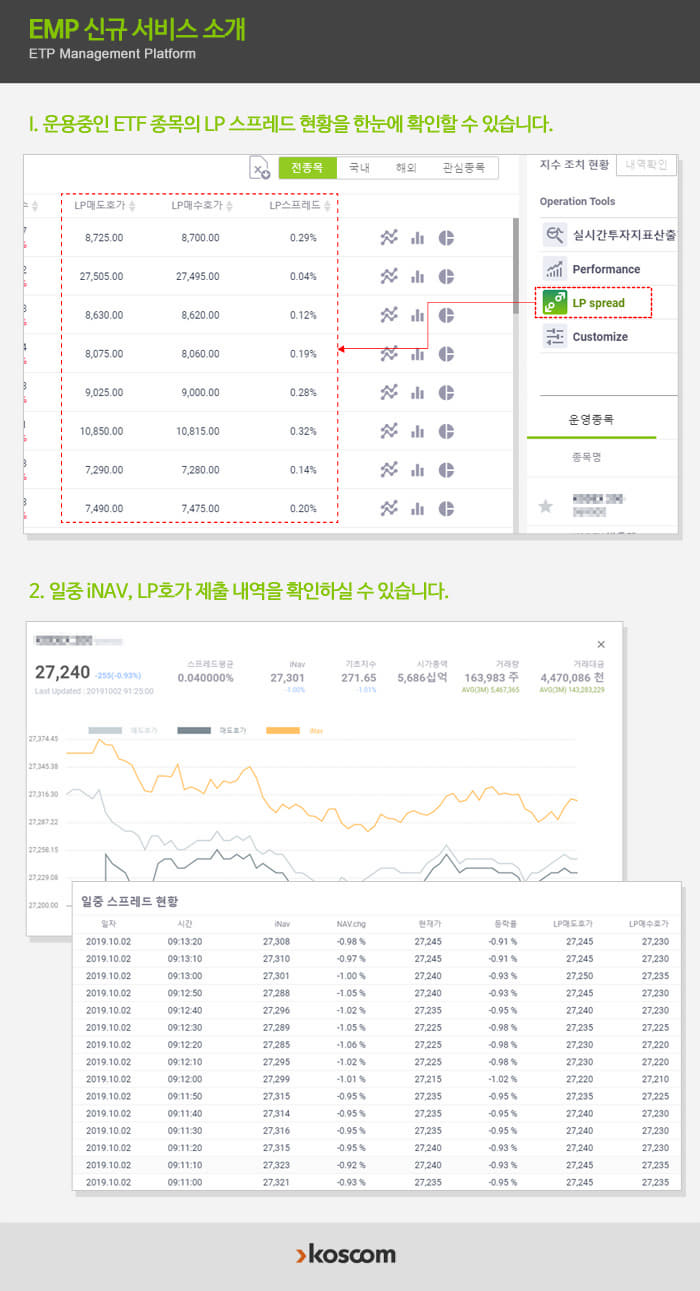 EMP 신규 서비스 소개
ETP Management Platform
I. 운용중인 ETF 종목의 LP 스프레드 현황을 한눈에 확인할 수 있습니다.
전종목 국내 해외 관심종목
LP매도호가 LP매수호가 LP스프레드
8,725.00 8,700.00 0.29%
27,505.00 27,495.00 0.04%
8,630.00 8,620.00 0.12%
8,075.00 8,060.00 0.19%
9,025.00 9,000.00 0.28%
10,850.00 10,815.00 0.32%
7,290.00 7,280.00 0.14%
7,490.00 7,475.00 0.20%
지수 조치 현황 내역확인
Operation Tools
실시간투자지표산출
Performance
LP spread
Customize
운영종목
종목명
2. 일중 iNAV, LP호가 제출 내역을 확인하실 수 있습니다.
27,240 -255(-0.93%)
Last Updated : 20191002 91:25:00
스프레드평균 iNav 기초지수 시가총액 거래량 거래대금
0.040000% 27,301 271.65 5,686십억 163,983 주 4,470,086 천
-1.00% -1.01% AVG(3M) 5,467,365 AVG(3M) 143,283,229
매도호가 매도호가 iNav
27,374.45
27,345.38
27,316.30
27,287.22
27,258.15
27,229.08
27,200.00
일중 스프레드 현황
일자 시간 iNav NAV.chg 현재가 등락률 LP매도호가 LP매수호가
2019.10.02 09:13:20 27,308 -0.98 % 27,245 -0.91 % 27,245 27,230
2019.10.02 09:13:10 27,310 -0.97 % 27,245 -0.91 % 27,245 27,230
2019.10.02 09:13:00 27,301 -1.00 % 27,240 -0.93 % 27,250 27,235
2019.10.02 09:12:50 27,288 -1.05 % 27,240 -0.93 % 27,245 27,230
2019.10.02 09:12:40 27,296 -1.02 % 27,235 -0.95 % 27,240 27,230
2019.10.02 09:12:30 27,289 -1.05 % 27,225 -0.98 % 27,235 27,225
2019.10.02 09:12:20 27,285 -1.06 % 27,225 -0.98 % 27,230 27,220
2019.10.02 09:12:10 27,295 -1.02 % 27,225 -0.98 % 27,230 27,220
2019.10.02 09:12:00 27,299 -1.01 % 27,215 -1.02 % 27,220 27,210
2019.10.02 09:11:50 27,315 -0.95 % 27,235 -0.95 % 27,235 27,225
2019.10.02 09:11:40 27,314 -0.95 % 27,235 -0.95 % 27,240 27,230
2019.10.02 09:11:30 27,316 -0.95 % 27,235 -0.95 % 27,240 27,230
2019.10.02 09:11:20 27,315 -0.95 % 27,240 -0.93 % 27,240 27,230
2019.10.02 09:11:10 27,323 -0.92 % 27,240 -0.93 % 27,245 27,235
2019.10.02 09:11:00 27,321 -0.93 % 27,235 -0.95 % 27,245 27,235
koscom